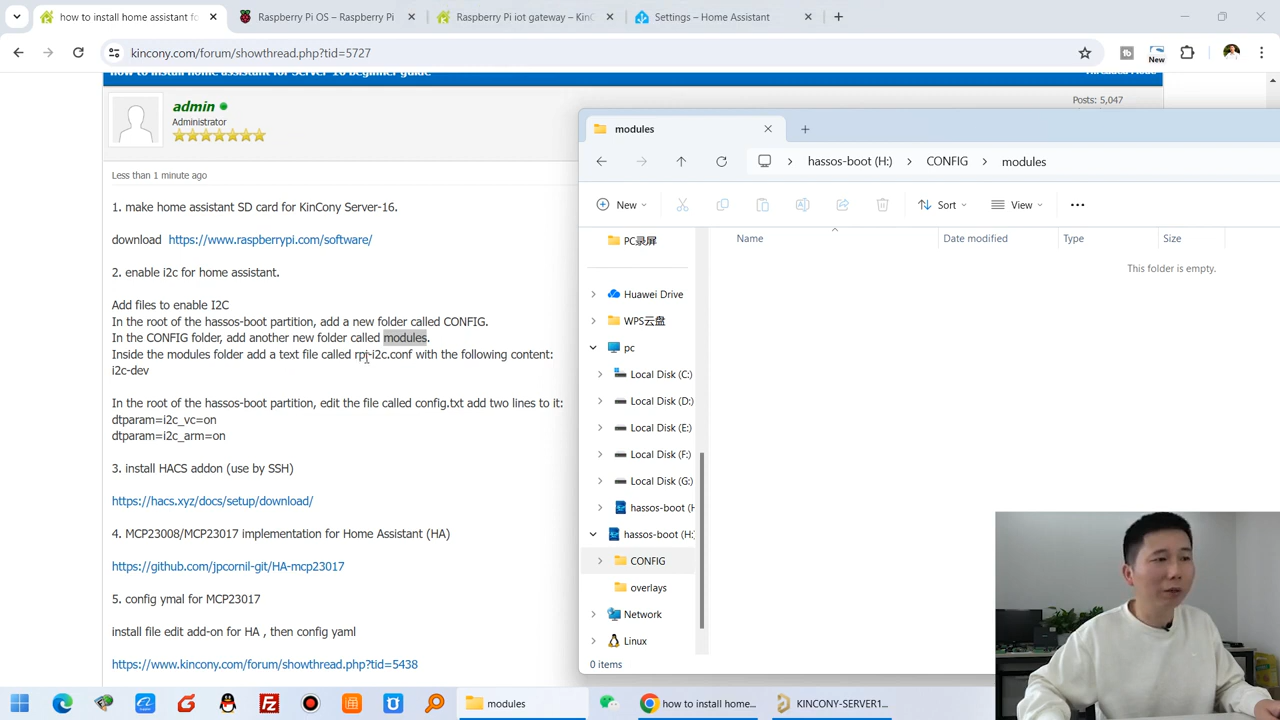 how to install home assistant fo
Raspberry Pi OS – Raspberry Pi
Raspberry Pi iot gateway – KinC
Settings – Home Assistant
kincony.com/forum/showthread.php?tid=5727
New
admin
Administrator
Posts: 5,047
Less than 1 minute ago
1. make home assistant SD card for KinCony Server-16.
download https://www.raspberrypi.com/software/
2. enable i2c for home assistant.
Add files to enable I2C
In the root of the hassos-boot partition, add a new folder called CONFIG.
In the CONFIG folder, add another new folder called modules.
Inside the modules folder add a text file called rpi-i2c.conf with the following content:
i2c-dev
In the root of the hassos-boot partition, edit the file called config.txt add two lines to it:
dtparam=i2c_vc=on
dtparam=i2c_arm=on
3. install HACS addon (use by SSH)
https://hacs.xyz/docs/setup/download/
4. MCP23008/MCP23017 implementation for Home Assistant (HA)
https://github.com/jpcornil-git/HA-mcp23017
5. config ymal for MCP23017
install file edit add-on for HA , then config yaml
https://www.kincony.com/forum/showthread.php?tid=5438
modules
hassos-boot (H:) CONFIG modules
New
Sort
View
Name
Date modified
Type
Size
This folder is empty.
PC录屏
Huawei Drive
WPS云盘
pc
Local Disk (C:)
Local Disk (D:)
Local Disk (E:)
Local Disk (F:)
Local Disk (G:)
hassos-boot (H
hassos-boot (H:
CONFIG
overlays
Network
Linux
0 items
modules
how to install home...
KINCONY-SERVER1...